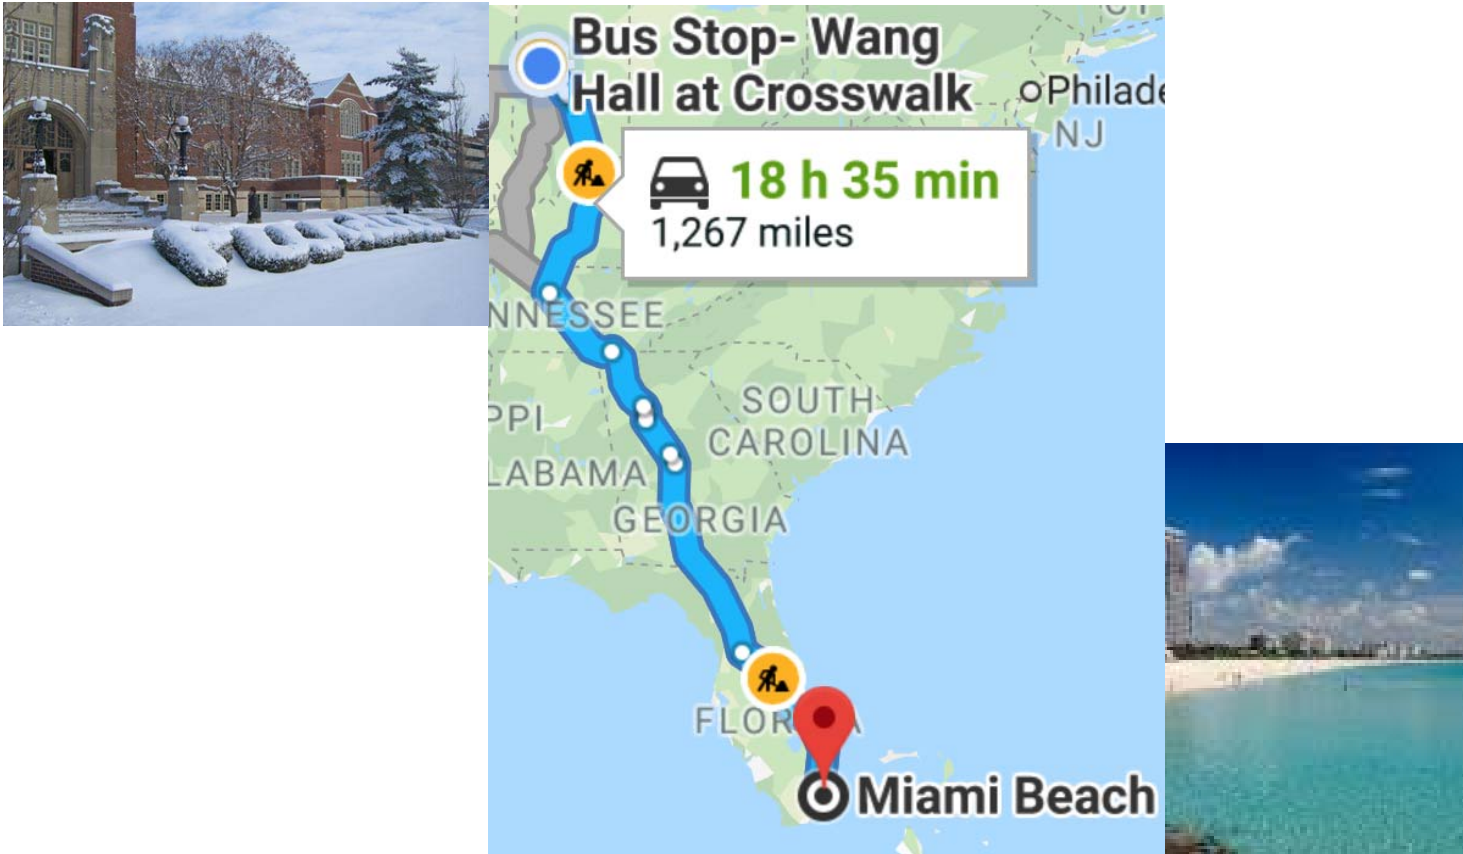 PURDUE
Bus Stop- Wang
Hall at Crosswalk
Philade
NJ
18 h 35 min
1,267 miles
NNESSEE
SOUTH
CAROLINA
PPI
LABAMA
GEORGIA
FLOR
A
Miami Beach